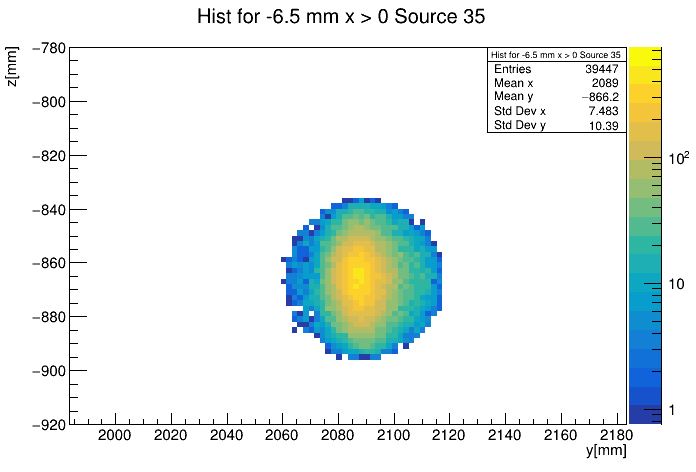 Hist for -6.5 mm x > 0 Source 35
z[mm]
−780
−800
−820
−840
−860
−880
−900
−920
Hist for -6.5 mm x > 0 Source 35
Entries 39447
Mean x 2089
Mean y −866.2
Std Dev x 7.483
Std Dev y 10.39
10²
10
1
2000 2020 2040 2060 2080 2100 2120 2140 2160 2180
y[mm]